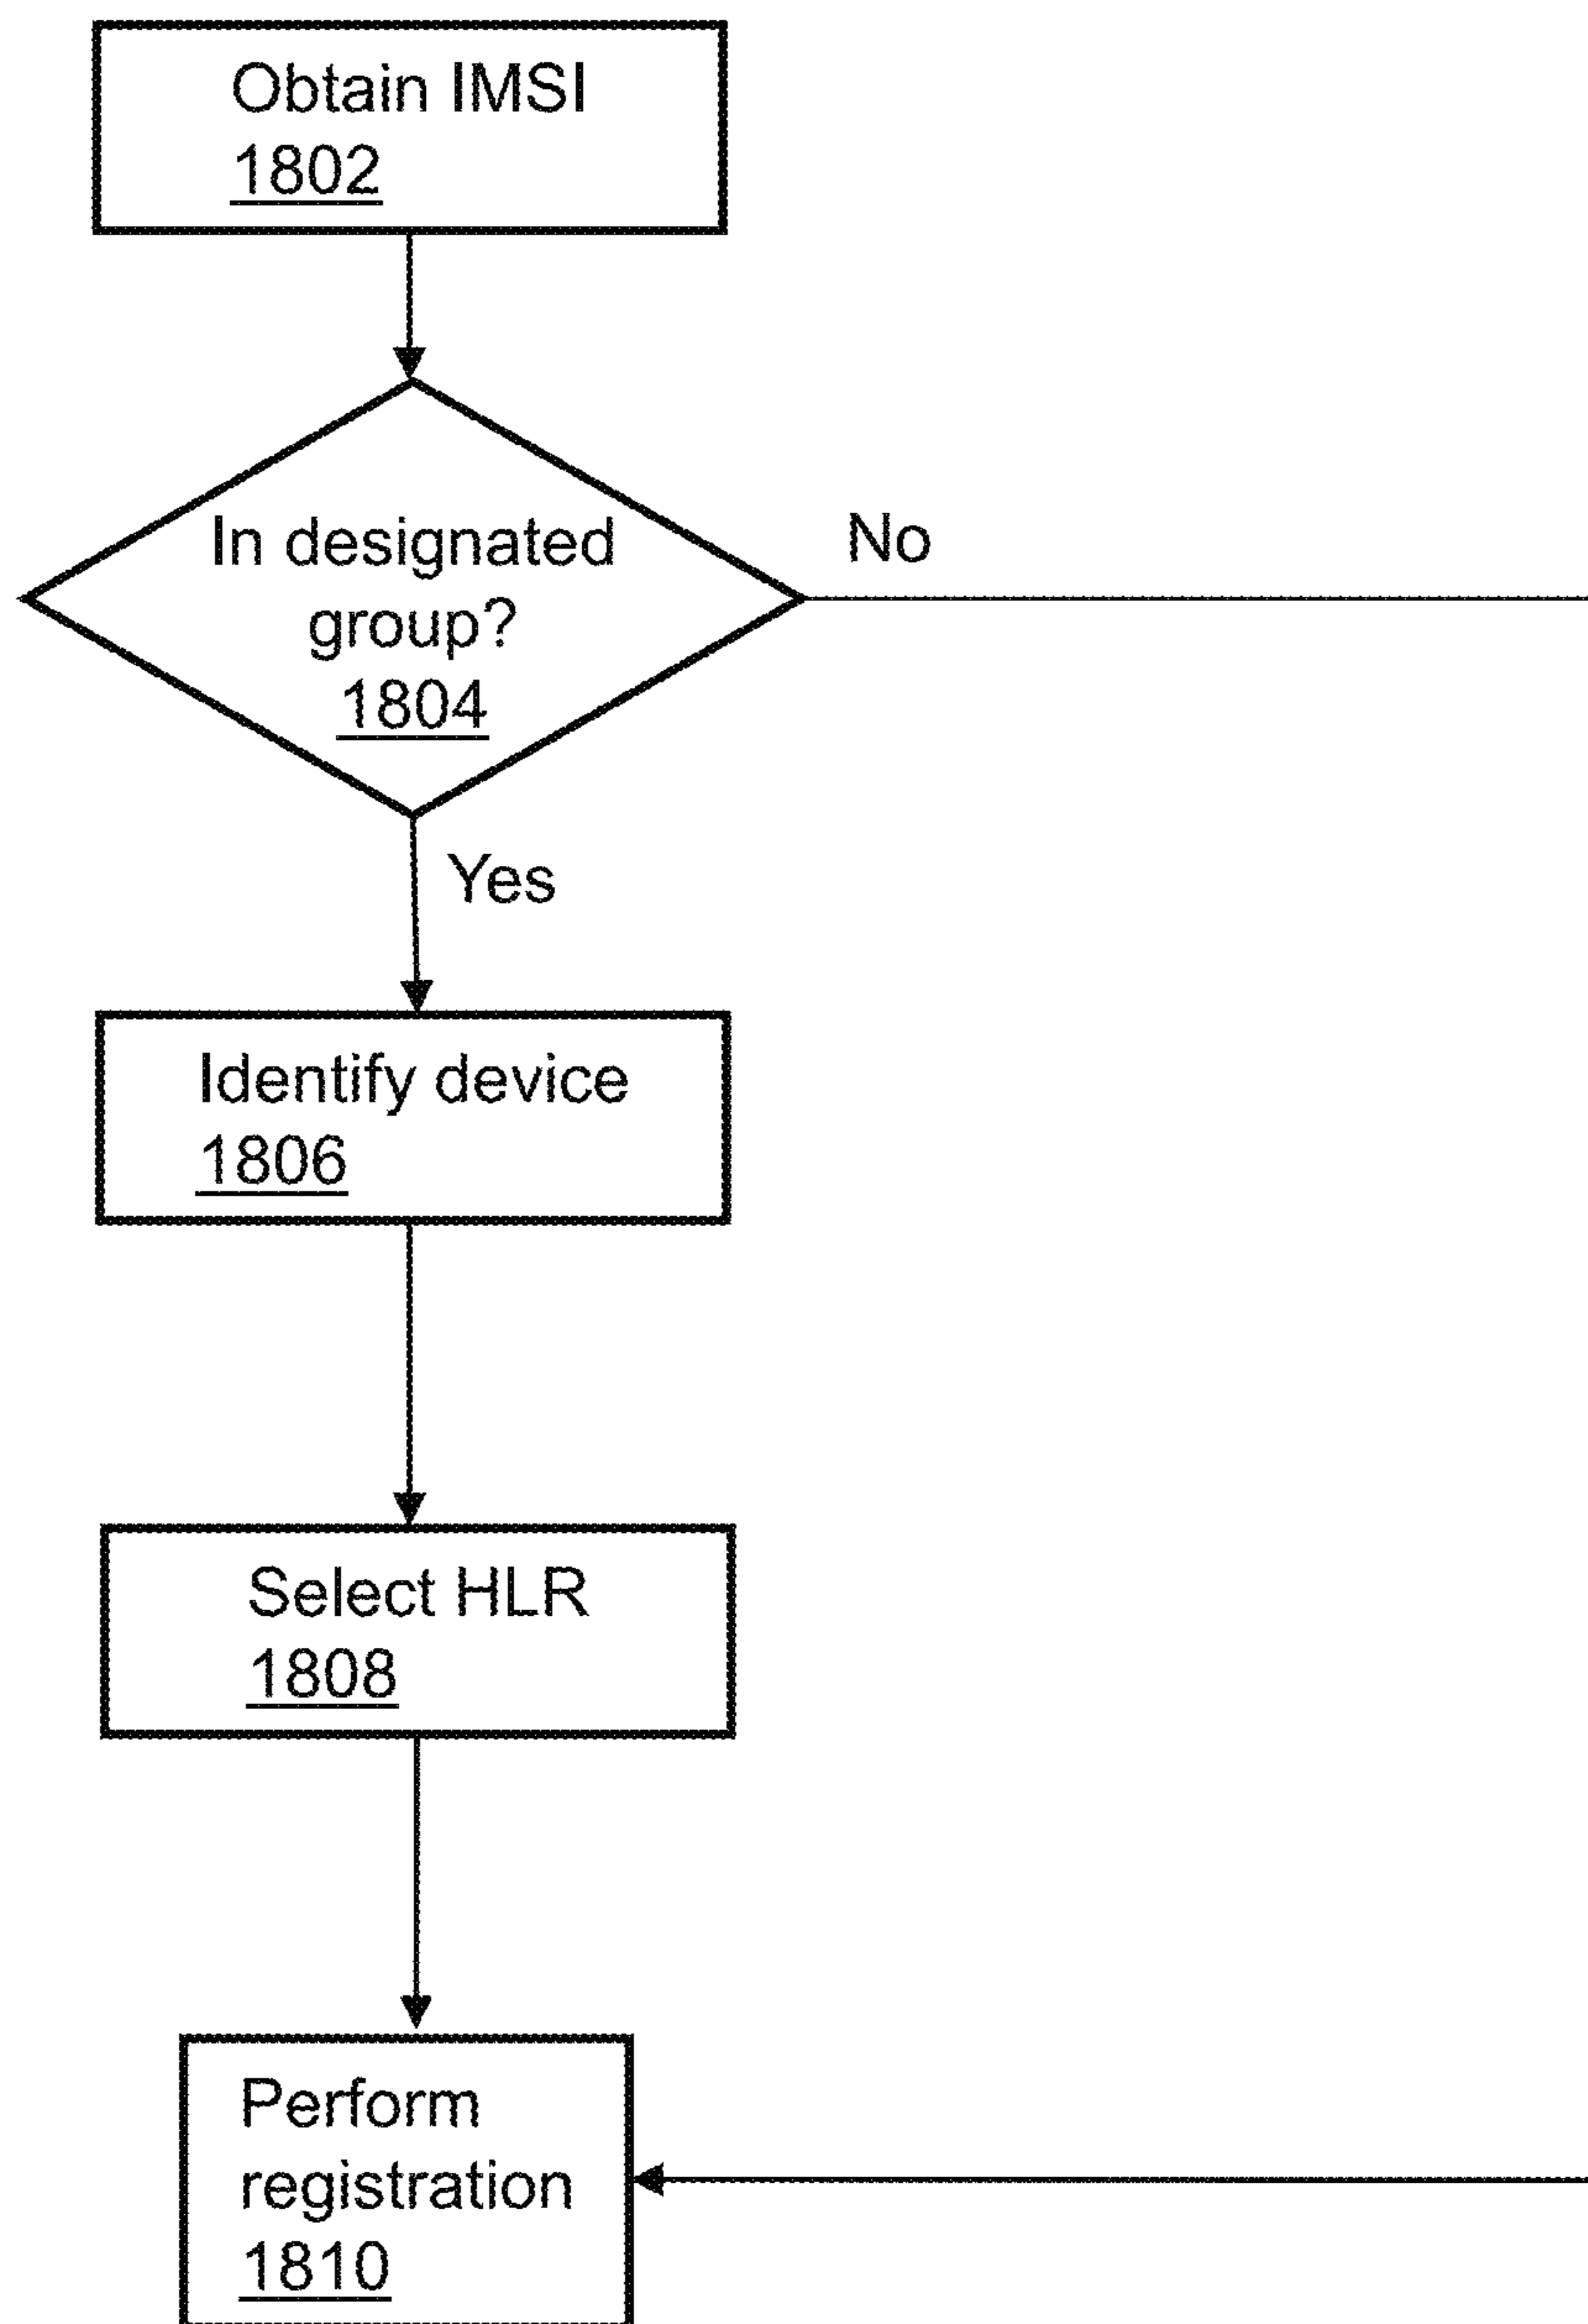 Obtain IMSI
1802
In designated
group?
1804
No
Yes
Identify device
1806
Select HLR
1808
Perform
registration
1810